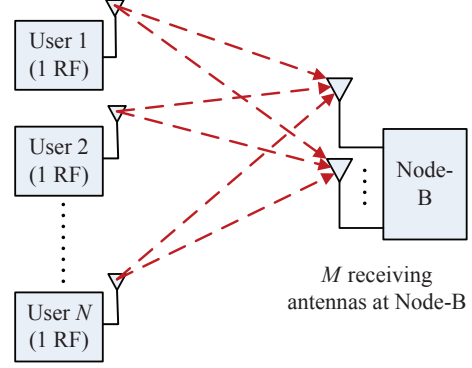 User 1
(1 RF)
User 2
(1 RF)
User N
(1 RF)
Node-
B
M receiving
antennas at Node-B